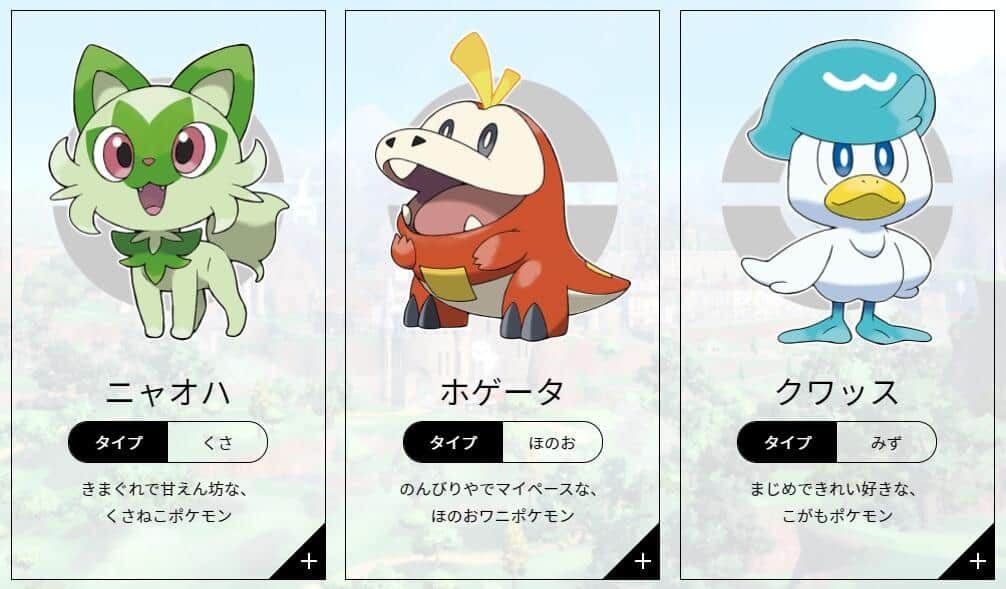 ニャオハ
タイプ くさ
きまぐれで甘えん坊な、
くさねこポケモン
ホゲータ
タイプ ほのお
のんびりやでマイペースな、
ほのおワニポケモン
クワッス
タイプ みず
まじめできれい好きな、
こがもポケモン